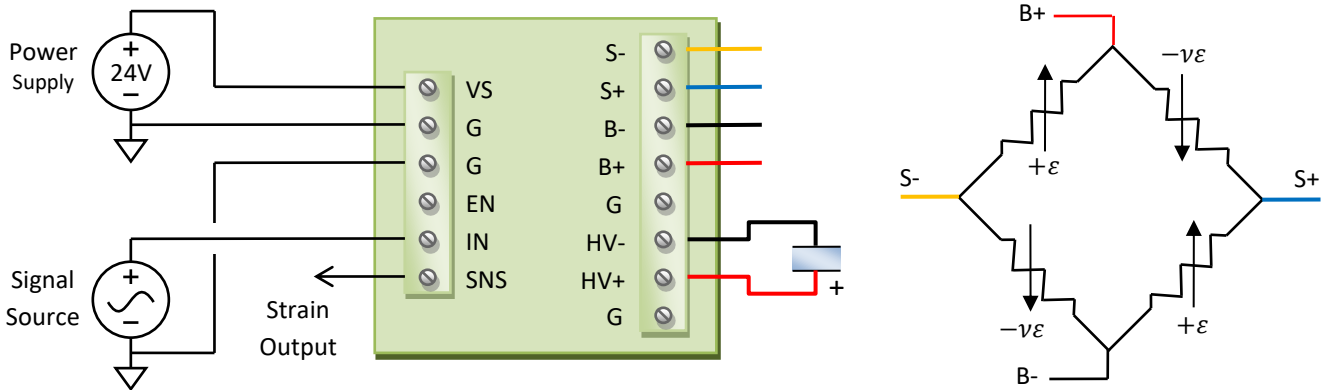 Power
Supply
+
24V
−
Signal
Source
+
−
Strain
Output
VS
G
G
EN
IN
SNS
S-
S+
B-
B+
G
HV-
HV+
G
+
B+
−νε
+ε
S-
S+
−νε
+ε
B-